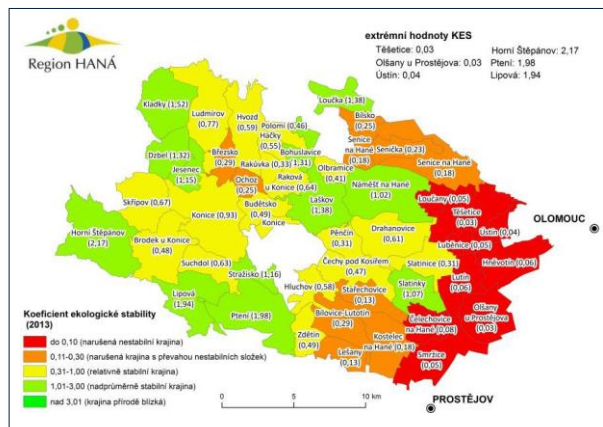 Region HANÁ
extrémní hodnoty KES
Těšetice: 0,03
Olšany u Prostějova: 0,03
Ústín: 0,04
Horní Štěpánov: 2,17
Ptení: 1,98
Lipová: 1,94
Kladky (1,52)
Ludmírov
(0,77)
Hvozd
(0,59)
Polomí (0,46)
Háčky
(0,55)
Loučka (1,38)
Bílsko
(0,25)
Senice
na Hané
(0,18)
Senička (0,23)
Senice na Hané
(0,18)
Dzbel (1,32)
Jesenec
(1,15)
Březsko
(0,29)
Ochoz
(0,25)
Rakůvka (0,33)
Bohuslavice
1,31)
Raková
u Konice (0,64)
Olbramice
(0,41)
Laškov
(1,38)
Náměšť na Hané
(1,02)
Loučany (0,05)
Těšetice
(0,03)
Ústín (0,04)
OLOMOUC
Skřípov (0,67)
Konice (0,93)
Budětsko
(0,49)
Konice
Horní Štěpánov
(2,17)
Brodek u Konice
(0,48)
Suchdol (0,63)
Stražisko (1,16)
Pěnčín
(0,31)
Drahanovice
(0,61)
Luběnice (0,05)
Hněvotín (0,06)
Čechy pod Kosířem
(0,47)
Slatinice (0,31)
Lutín
(0,06)
Slatinky
(1,07)
Hluchov (0,58)
Stařechovice
(0,13)
Lipová
(1,94)
Ptení (1,98)
Zdětín
(0,49)
Bílovice-Lutotín
(0,29)
Čelechovice
na Hané (0,08)
Olšany
u Prostějova
(0,03)
Lešany
(0,13)
Kostelec
na Hané (0,18)
Smržice
(0,05)
PROSTĚJOV
Koeficient ekologické stability
(2013)
do 0,10 (narušená nestabilní krajina)
0,11-0,30 (narušená krajina s převahou nestabilních složek)
0,31-1,00 (relativně stabilní krajina)
1,01-3,00 (nadprůměrně stabilní krajina)
nad 3,01 (krajina přírodě blízká)
0 5 10 km